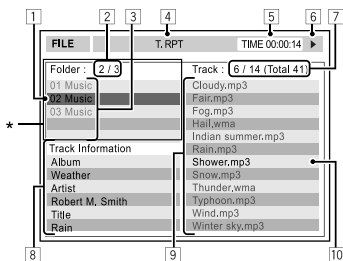 1 2 3 4 5 6 7
FILE T. RPT TIME 00:00:14
Folder : 2 / 3 Track : 6 / 14 (Total 41)
01 Music
02 Music
03 Music
*
Cloudy.mp3
Fair.mp3
Fog.mp3
Hail.wma
Indian summer.mp3
Rain.mp3
Shower.mp3
Snow.mp3
Thunder.wma
Typhoon.mp3
Wind.mp3
Winter sky.mp3
Track Information
Album
Weather
Artist
Robert M. Smith
Title
Rain
8 9 10